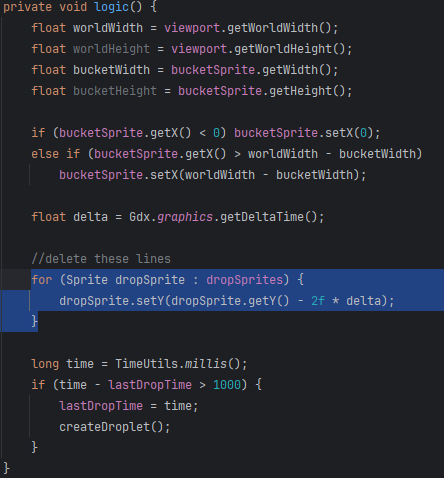 private void logic() {
float worldWidth = viewport.getWorldWidth();
float worldHeight = viewport.getWorldHeight();
float bucketWidth = bucketSprite.getWidth();
float bucketHeight = bucketSprite.getHeight();
if (bucketSprite.getX() < 0) bucketSprite.setX(0);
else if (bucketSprite.getX() > worldWidth - bucketWidth)
bucketSprite.setX(worldWidth - bucketWidth);
float delta = Gdx.graphics.getDeltaTime();
//delete these lines
for (Sprite dropSprite : dropSprites) {
dropSprite.setY(dropSprite.getY() - 2f * delta);
}
long time = TimeUtils.millis();
if (time - lastDropTime > 1000) {
lastDropTime = time;
createDroplet();
}
}